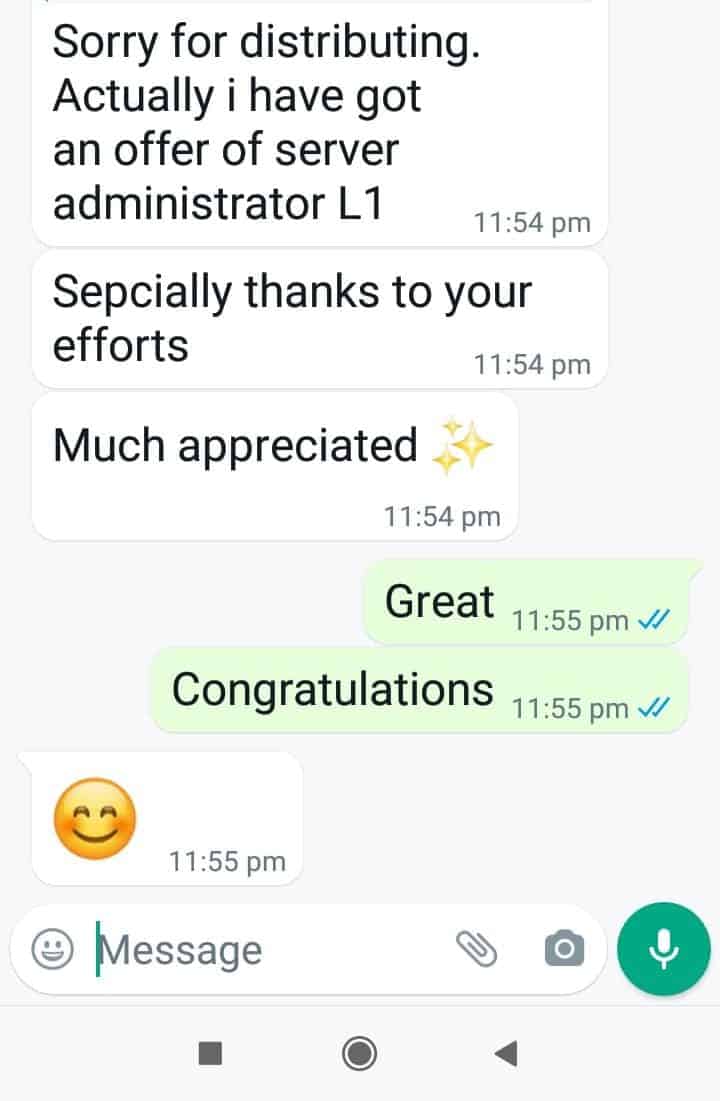 Sorry for distributing.
Actually i have got
an offer of server
administrator L1
11:54 pm
Sepcially thanks to your
efforts
11:54 pm
Much appreciated ✨
11:54 pm
Great 11:55 pm
Congratulations 11:55 pm
😊
11:55 pm
Message